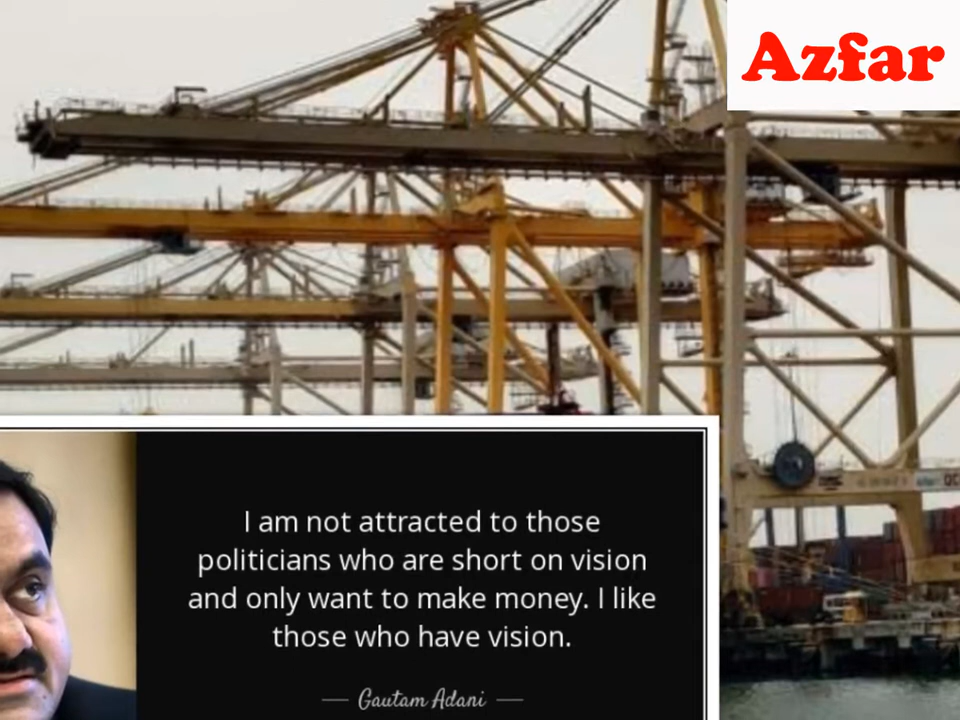 Azfar
I am not attracted to those
politicians who are short on vision
and only want to make money. I like
those who have vision.
Gautam Adani